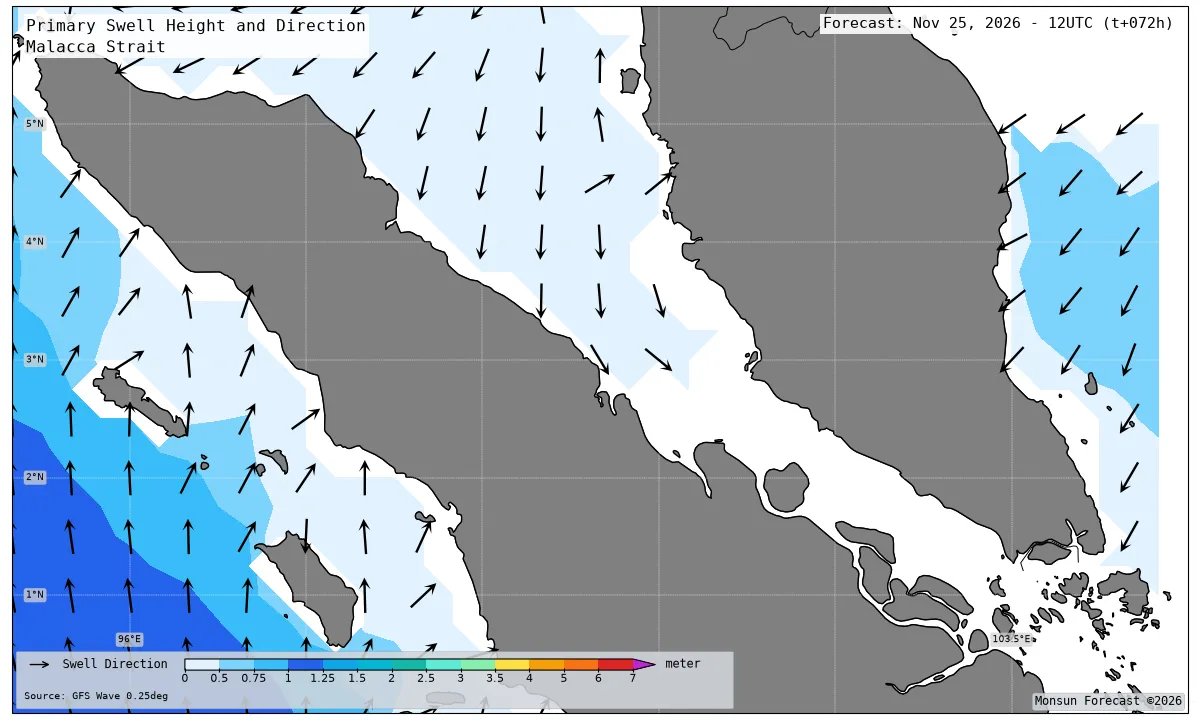 Primary Swell Height and Direction
Malacca Strait
Forecast: Nov 25, 2026 - 12UTC (t+072h)
5°N
4°N
3°N
2°N
1°N
96°E
103.5°E
Swell Direction
meter
0 0.5 0.75 1 1.25 1.5 2 2.5 3 3.5 4 5 6 7
Source: GFS Wave 0.25deg
Monsun Forecast ©2026